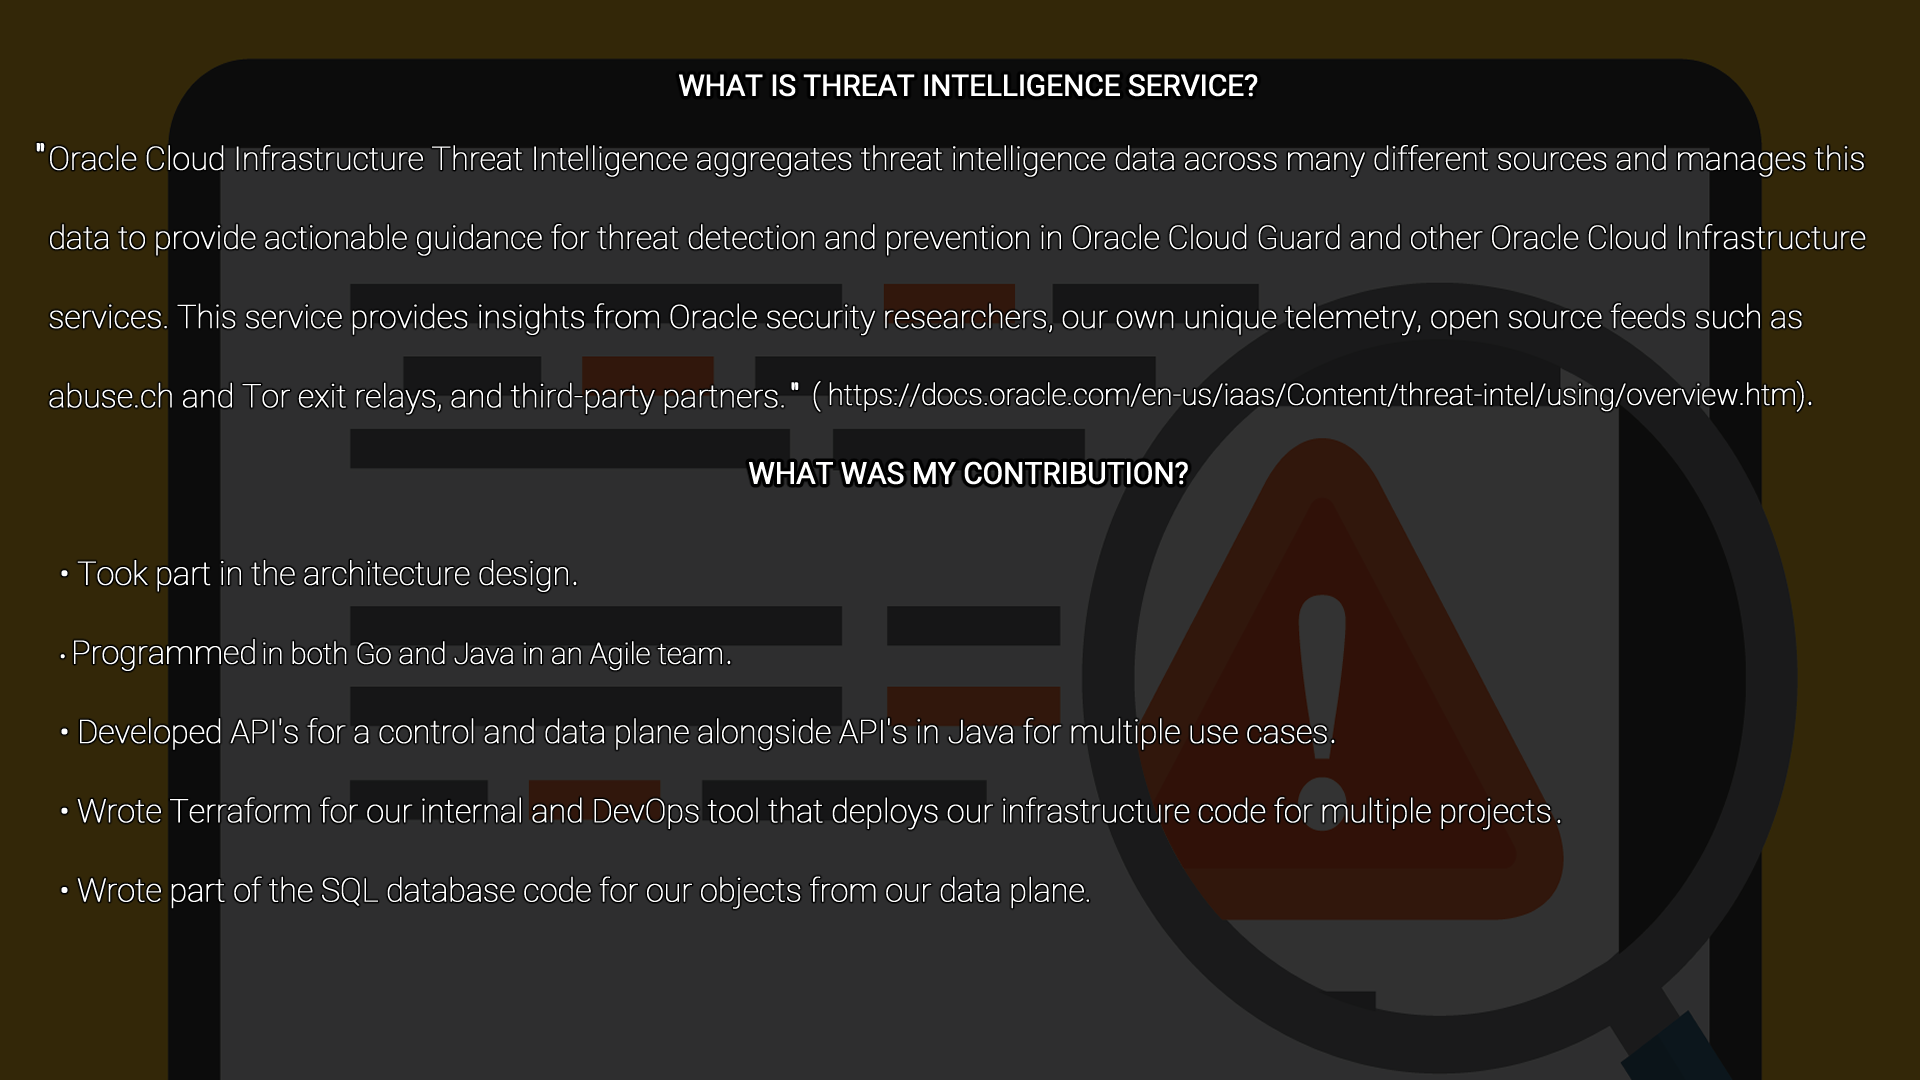 WHAT IS THREAT INTELLIGENCE SERVICE?
"Oracle Cloud Infrastructure Threat Intelligence aggregates threat intelligence data across many different sources and manages this
data to provide actionable guidance for threat detection and prevention in Oracle Cloud Guard and other Oracle Cloud Infrastructure
services. This service provides insights from Oracle security researchers, our own unique telemetry, open source feeds such as
abuse.ch and Tor exit relays, and third-party partners." ( https://docs.oracle.com/en-us/iaas/Content/threat-intel/using/overview.htm).
WHAT WAS MY CONTRIBUTION?
• Took part in the architecture design.
• Programmed in both Go and Java in an Agile team.
• Developed API's for a control and data plane alongside API's in Java for multiple use cases.
• Wrote Terraform for our internal and DevOps tool that deploys our infrastructure code for multiple projects.
• Wrote part of the SQL database code for our objects from our data plane.